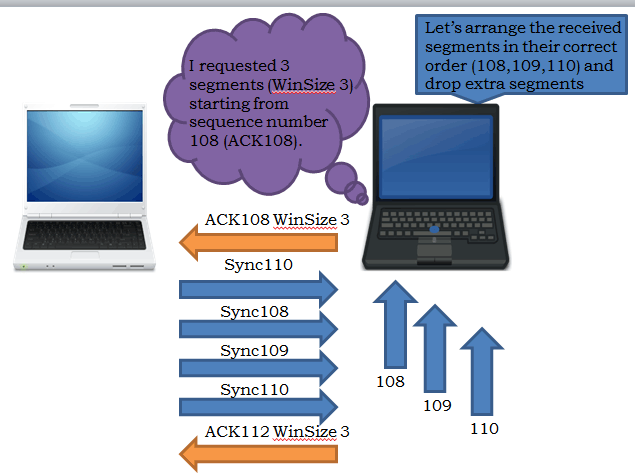 I requested 3
segments (WinSize 3)
starting from
sequence number
108 (ACK108).
Let's arrange the received
segments in their correct
order (108,109,110) and
drop extra segments
ACK108 WinSize 3
Sync110
Sync108
Sync109
Sync110
ACK112 WinSize 3
108
109
110